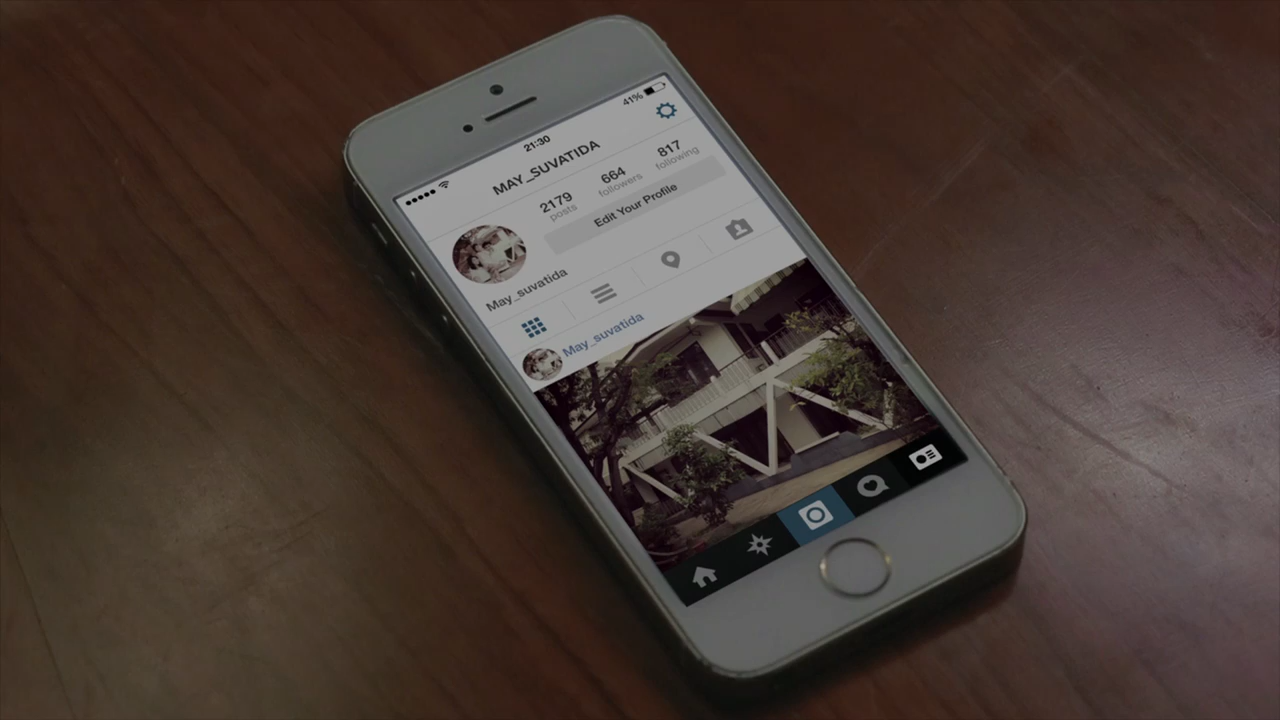 21:30
41%
MAY_SUVATIDA
2179 posts
664 followers
817 following
Edit Your Profile
May_suvatida
May_suvatida